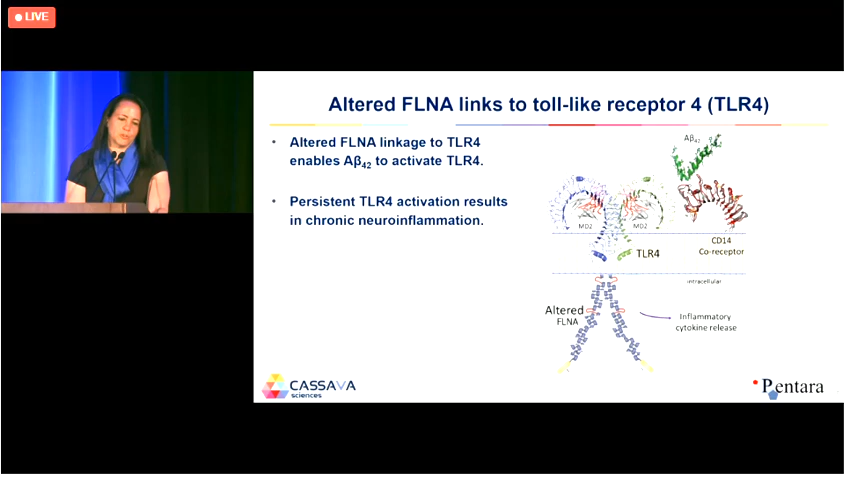 LIVE
Altered FLNA links to toll-like receptor 4 (TLR4)
• Altered FLNA linkage to TLR4
enables Aβ42 to activate TLR4.
• Persistent TLR4 activation results
in chronic neuroinflammation.
Aβ42
MD2
MD2
CD14
Co-receptor
TLR4
intracellular
Altered
FLNA
Inflammatory
cytokine release
CASSAVA
sciences
Pentara